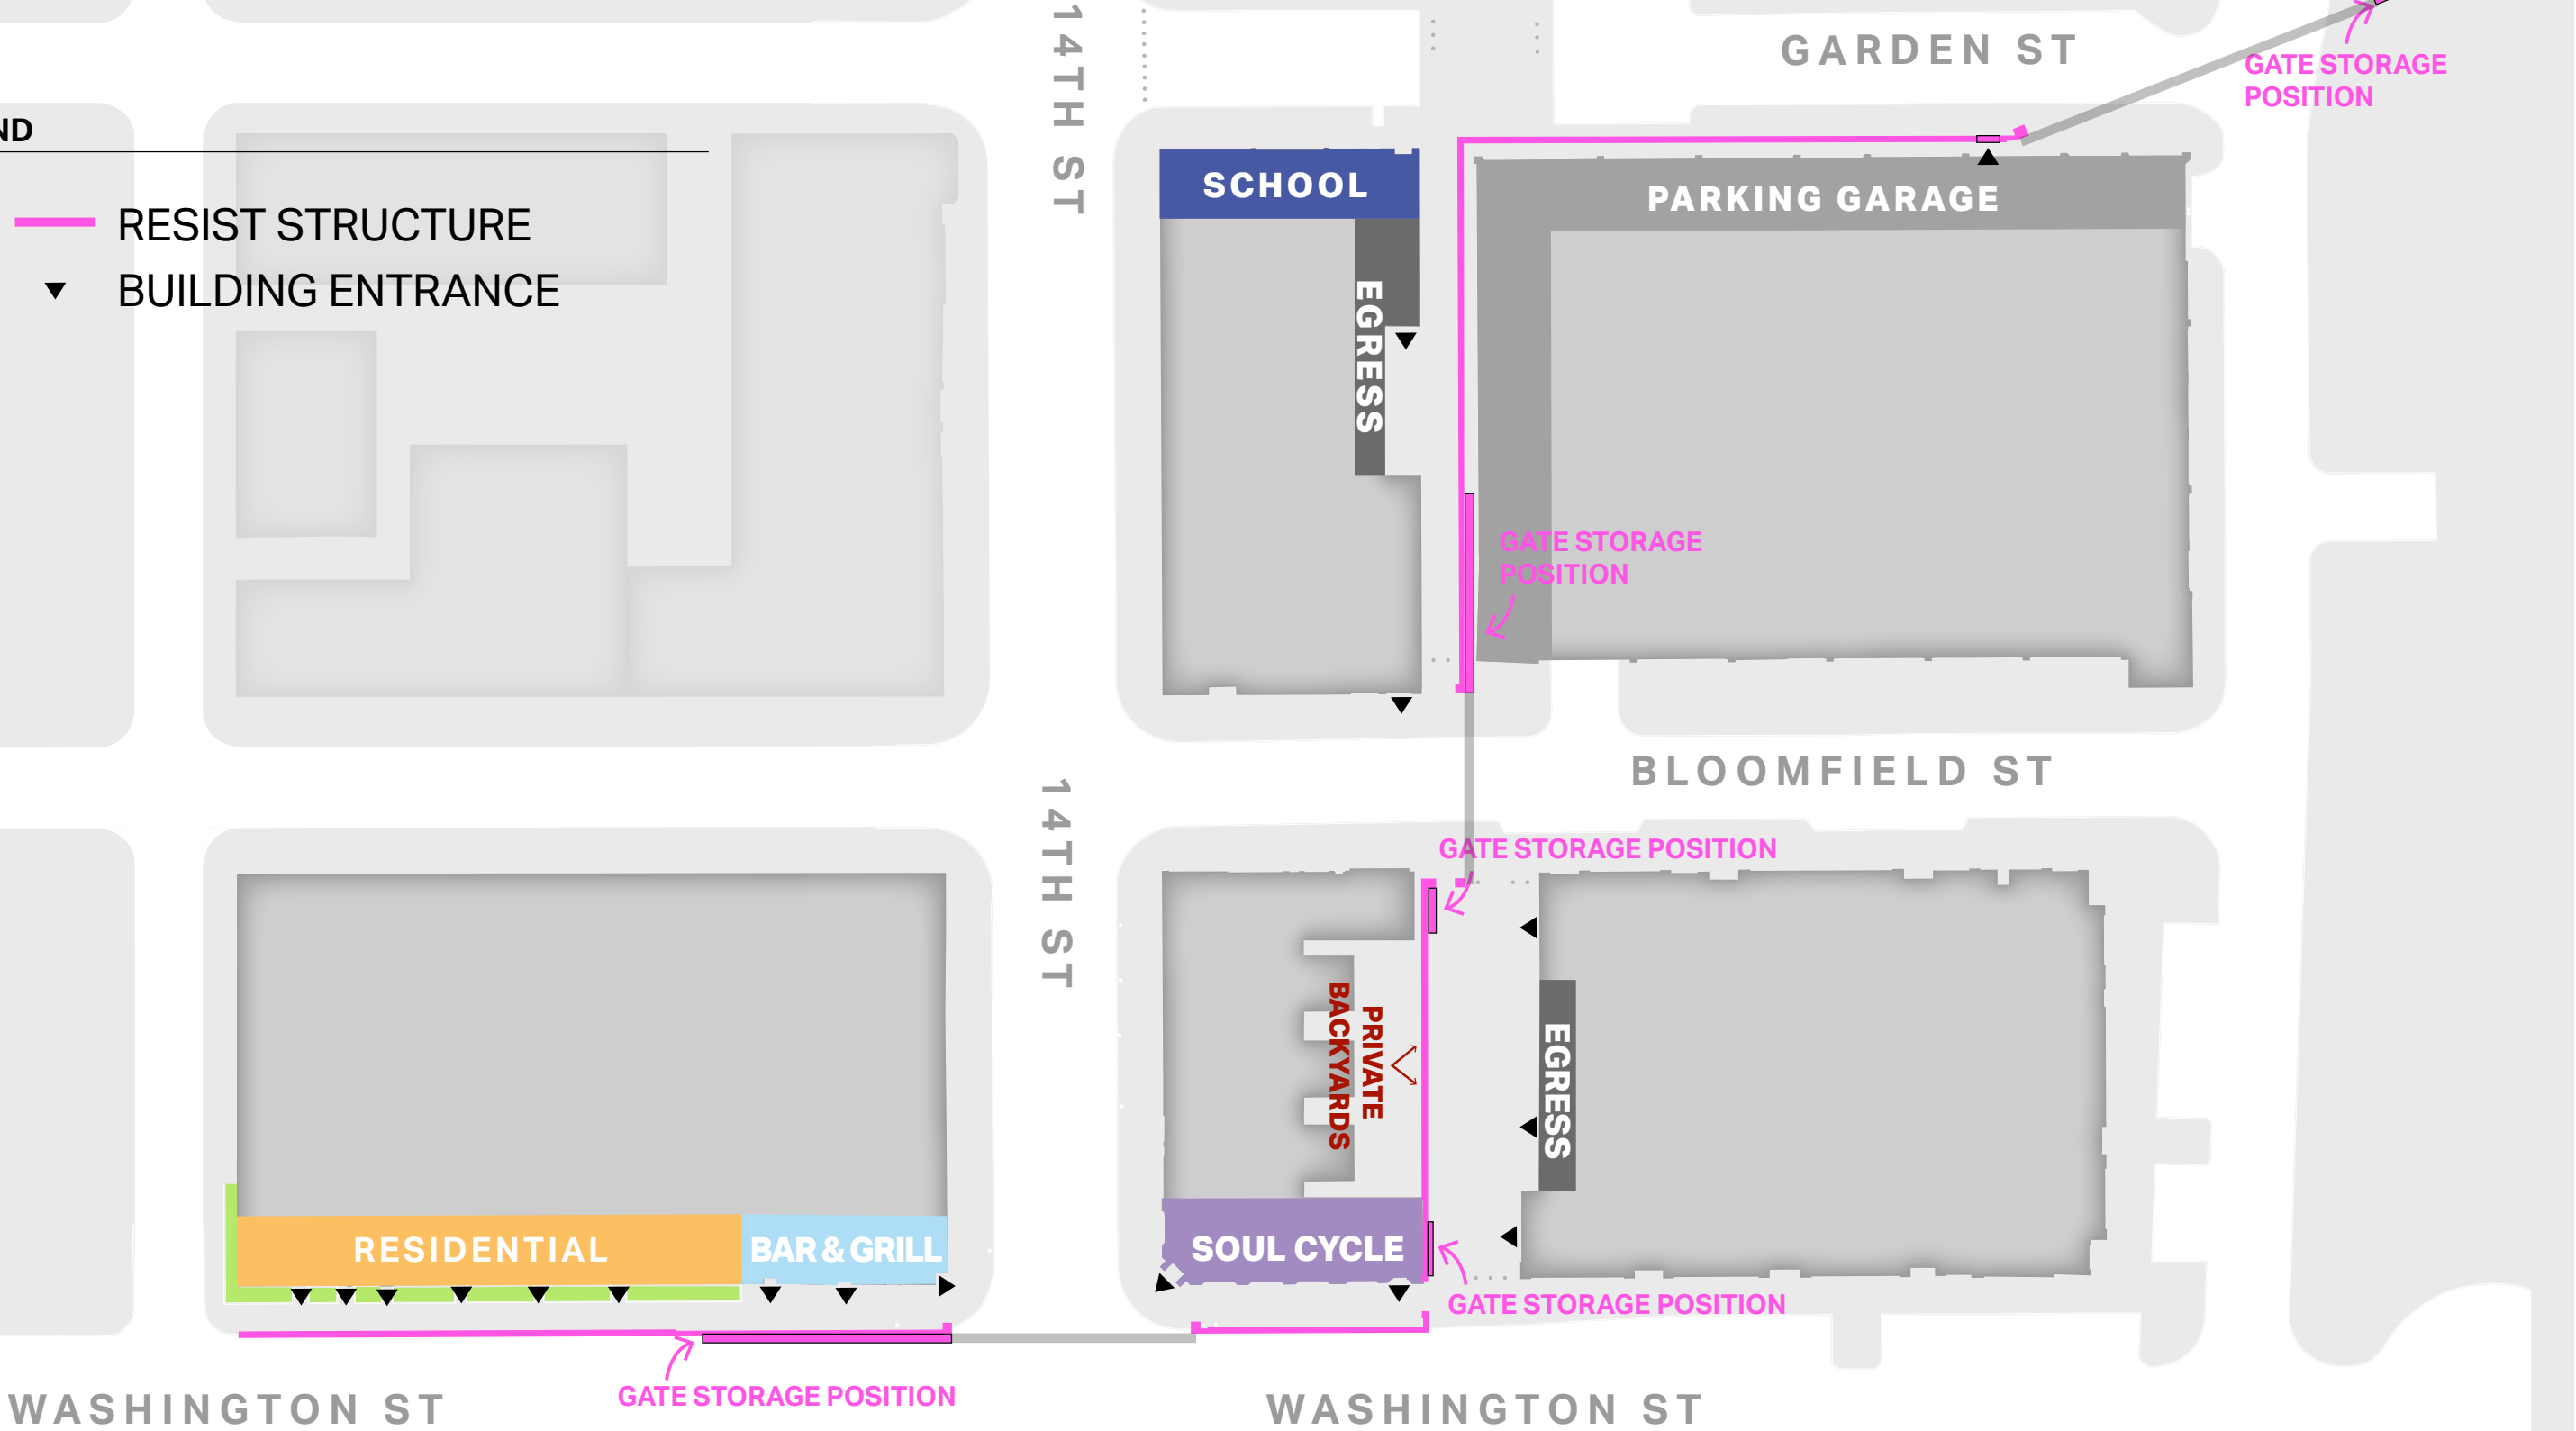 14TH ST
GARDEN ST
GATE STORAGE
POSITION
ND
RESIST STRUCTURE
BUILDING ENTRANCE
SCHOOL
PARKING GARAGE
EGRESS
GATE STORAGE
POSITION
BLOOMFIELD ST
14TH ST
GATE STORAGE POSITION
PRIVATE
BACKYARDS
EGRESS
RESIDENTIAL
BAR & GRILL
SOUL CYCLE
GATE STORAGE POSITION
GATE STORAGE POSITION
WASHINGTON ST
WASHINGTON ST